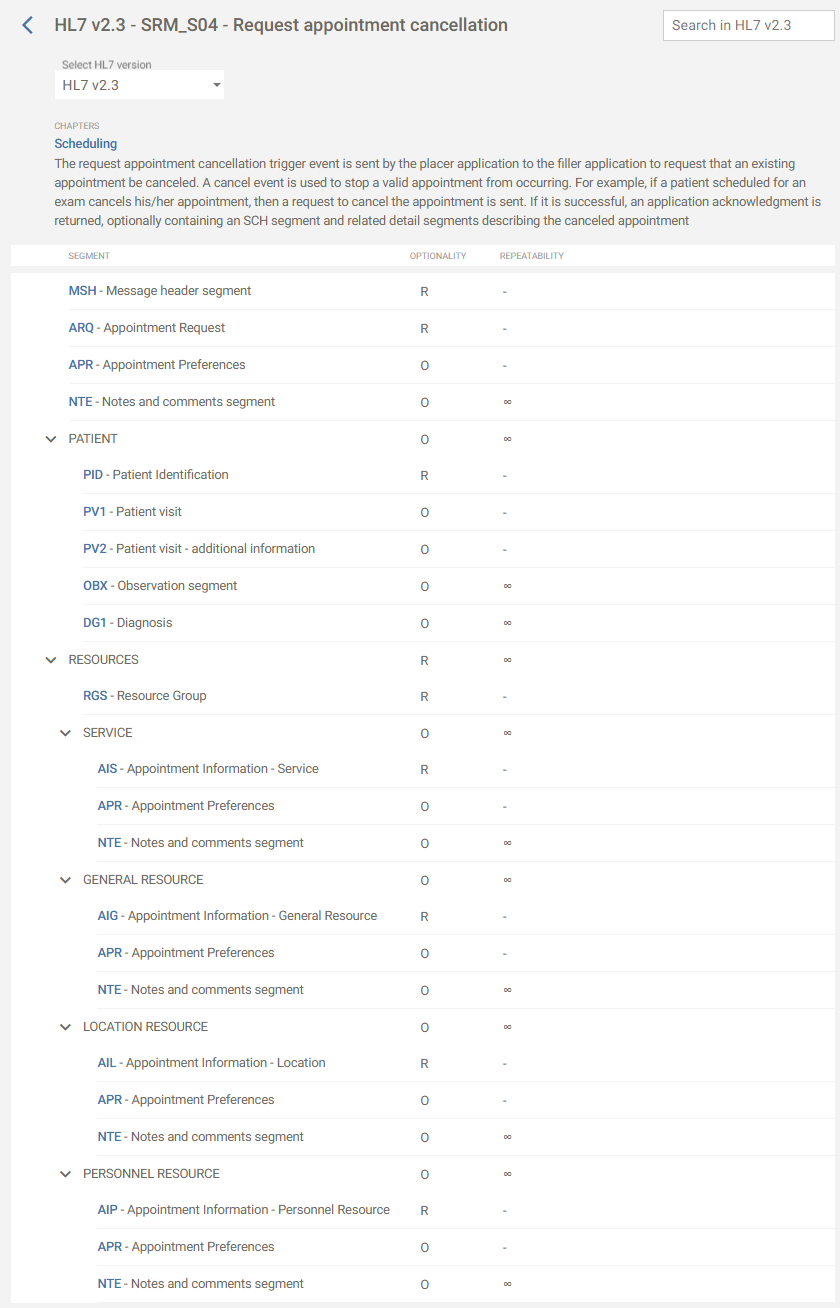 HL7 v2.3 - SRM_S04 - Request appointment cancellation
Search in HL7 v2.3
Select HL7 version
HL7 v2.3
CHAPTERS
Scheduling
The request appointment cancellation trigger event is sent by the placer application to the filler application to request that an existing
appointment be canceled. A cancel event is used to stop a valid appointment from occurring. For example, if a patient scheduled for an
exam cancels his/her appointment, then a request to cancel the appointment is sent. If it is successful, an application acknowledgment is
returned, optionally containing an SCH segment and related detail segments describing the canceled appointment
SEGMENT OPTIONALITY REPEATABILITY
MSH - Message header segment R -
ARQ - Appointment Request R -
APR - Appointment Preferences O -
NTE - Notes and comments segment O ∞
PATIENT O ∞
PID - Patient Identification R -
PV1 - Patient visit O -
PV2 - Patient visit - additional information O -
OBX - Observation segment O ∞
DG1 - Diagnosis O ∞
RESOURCES R ∞
RGS - Resource Group R -
SERVICE O ∞
AIS - Appointment Information - Service R -
APR - Appointment Preferences O -
NTE - Notes and comments segment O ∞
GENERAL RESOURCE O ∞
AIG - Appointment Information - General Resource R -
APR - Appointment Preferences O -
NTE - Notes and comments segment O ∞
LOCATION RESOURCE O ∞
AIL - Appointment Information - Location R -
APR - Appointment Preferences O -
NTE - Notes and comments segment O ∞
PERSONNEL RESOURCE O ∞
AIP - Appointment Information - Personnel Resource R -
APR - Appointment Preferences O -
NTE - Notes and comments segment O ∞